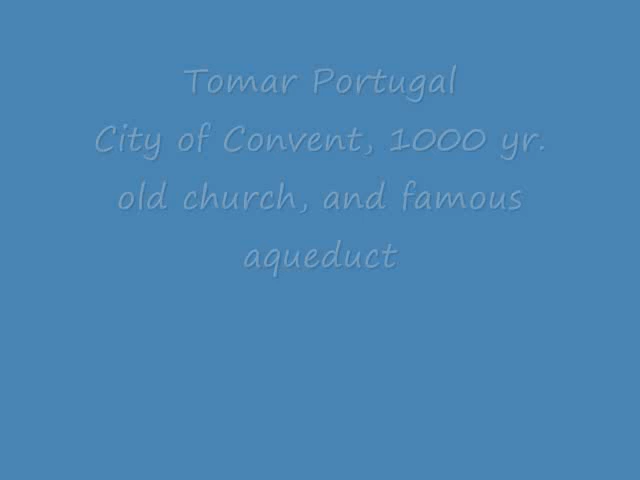 Tomar Portugal
City of Convent, 1000 yr.
old church, and famous
aqueduct